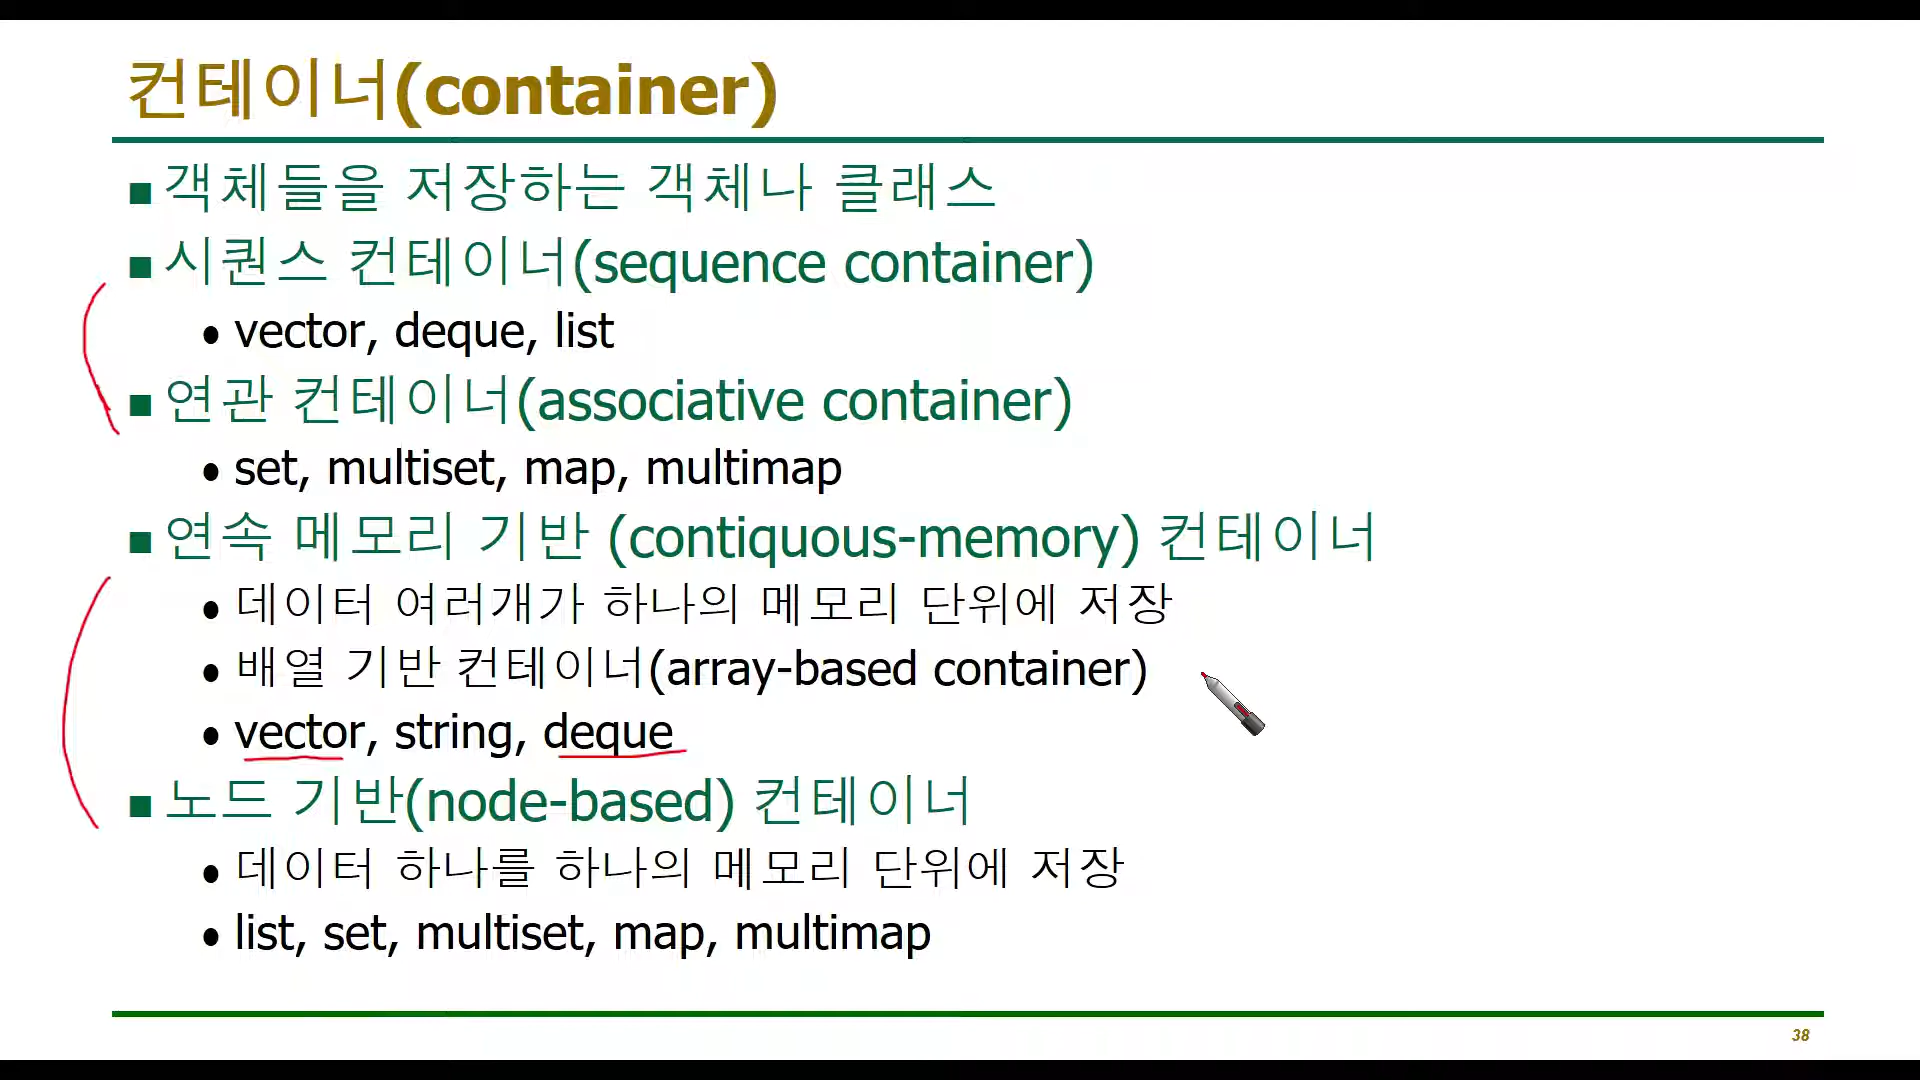 컨테이너(container)
■ 객체들을 저장하는 객체나 클래스
■ 시퀀스 컨테이너(sequence container)
● vector, deque, list
■ 연관 컨테이너(associative container)
● set, multiset, map, multimap
■ 연속 메모리 기반 (contiquous-memory) 컨테이너
● 데이터 여러개가 하나의 메모리 단위에 저장
● 배열 기반 컨테이너(array-based container)
● vector, string, deque
■ 노드 기반(node-based) 컨테이너
● 데이터 하나를 하나의 메모리 단위에 저장
● list, set, multiset, map, multimap
38